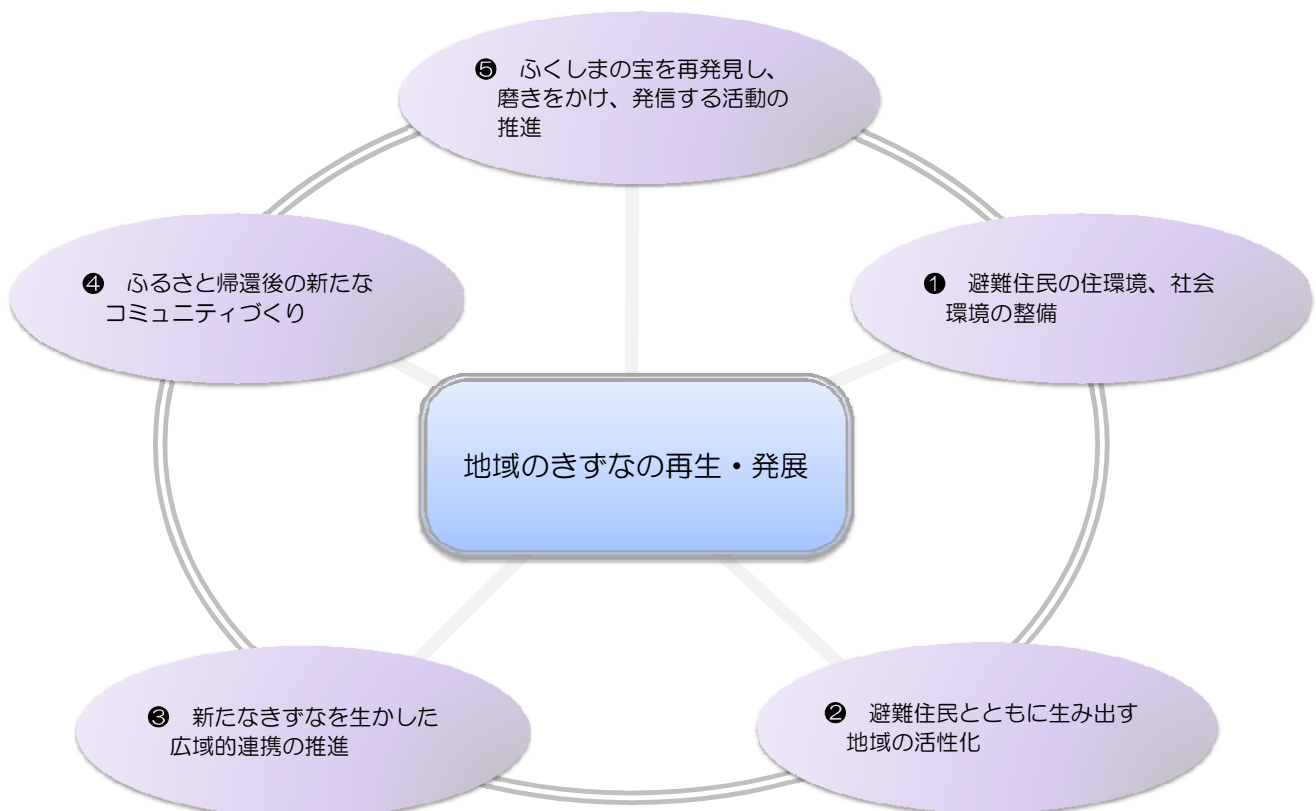 ❺　ふくしまの宝を再発見し、
磨きをかけ、発信する活動の
推進
❹　ふるさと帰還後の新たな
コミュニティづくり
❶　避難住民の住環境、社会
環境の整備
地域のきずなの再生・発展
❸　新たなきずなを生かした
広域的連携の推進
❷　避難住民とともに生み出す
地域の活性化